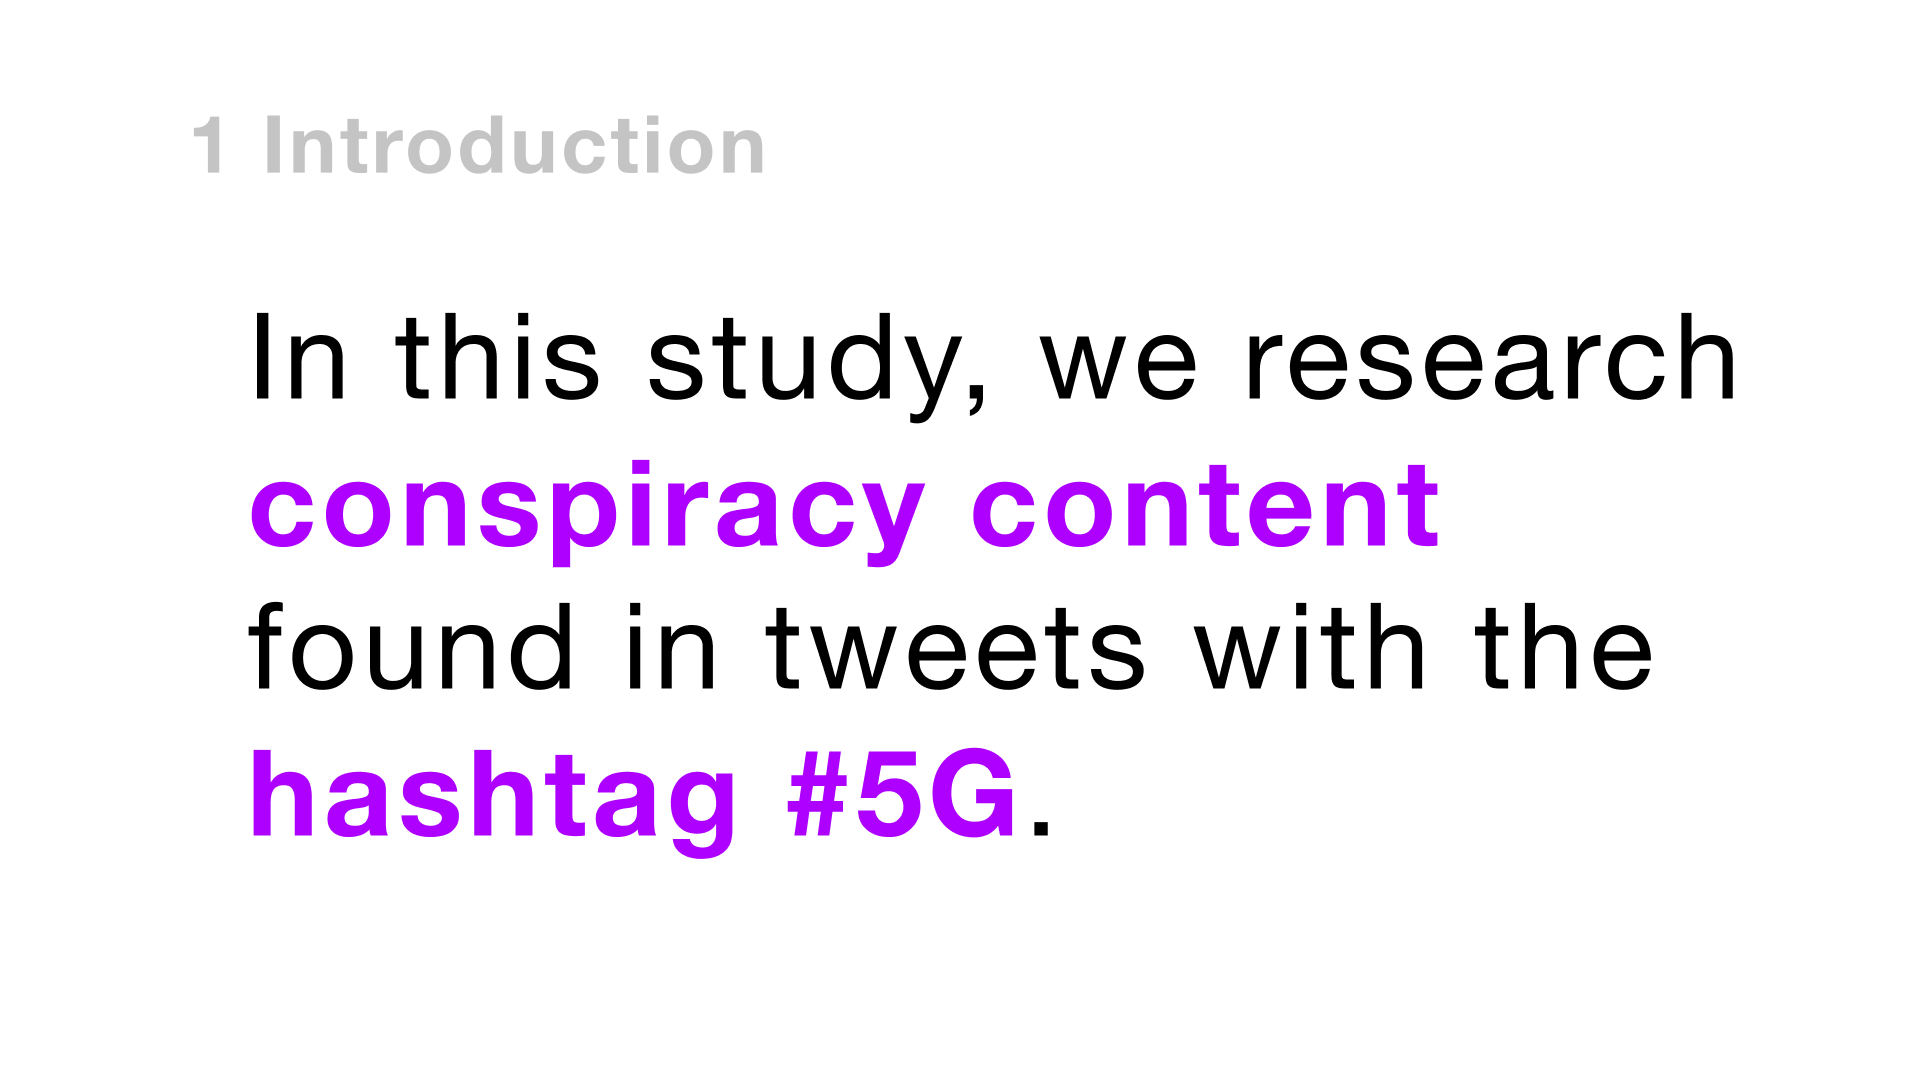 1 Introduction
In this study, we research
conspiracy content
found in tweets with the
hashtag #5G.